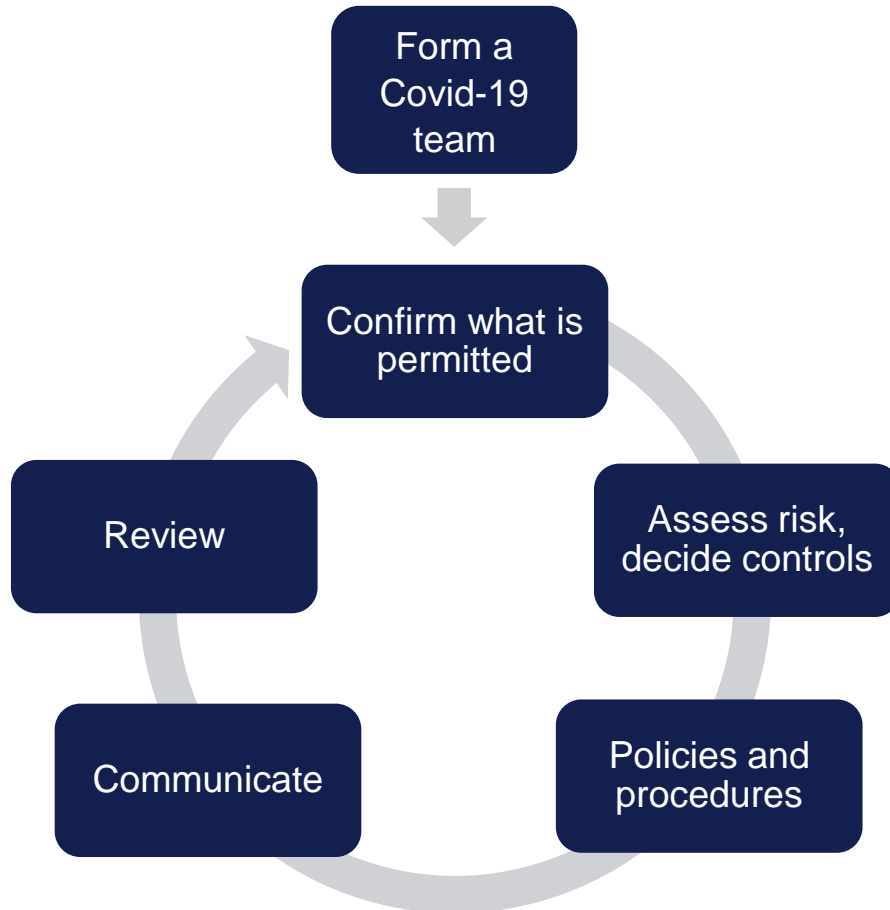 Form a
Covid-19
team
Confirm what is
permitted
Assess risk,
decide controls
Policies and
procedures
Communicate
Review